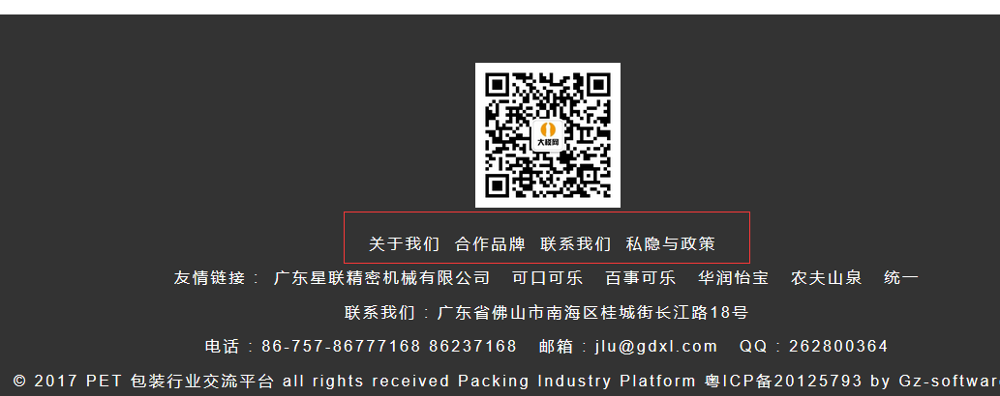 大模网
关于我们 合作品牌 联系我们 私隐与政策
友情链接： 广东星联精密机械有限公司 可口可乐 百事可乐 华润怡宝 农夫山泉 统一
联系我们：广东省佛山市南海区桂城街长江路18号
电话：86-757-86777168 86237168 邮箱：jlu@gdxl.com QQ：262800364
© 2017 PET 包装行业交流平台 all rights received Packing Industry Platform 粤ICP备20125793 by Gz-softwar